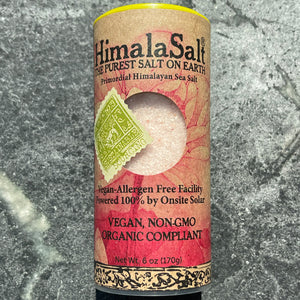 HimalaSalt®
THE PUREST SALT ON EARTH
Primordial Himalayan Sea Salt
Vegan-Allergen Free Facility
Powered 100% by Onsite Solar
VEGAN, NON-GMO
ORGANIC COMPLIANT
Net Wt. 6 oz (170g)